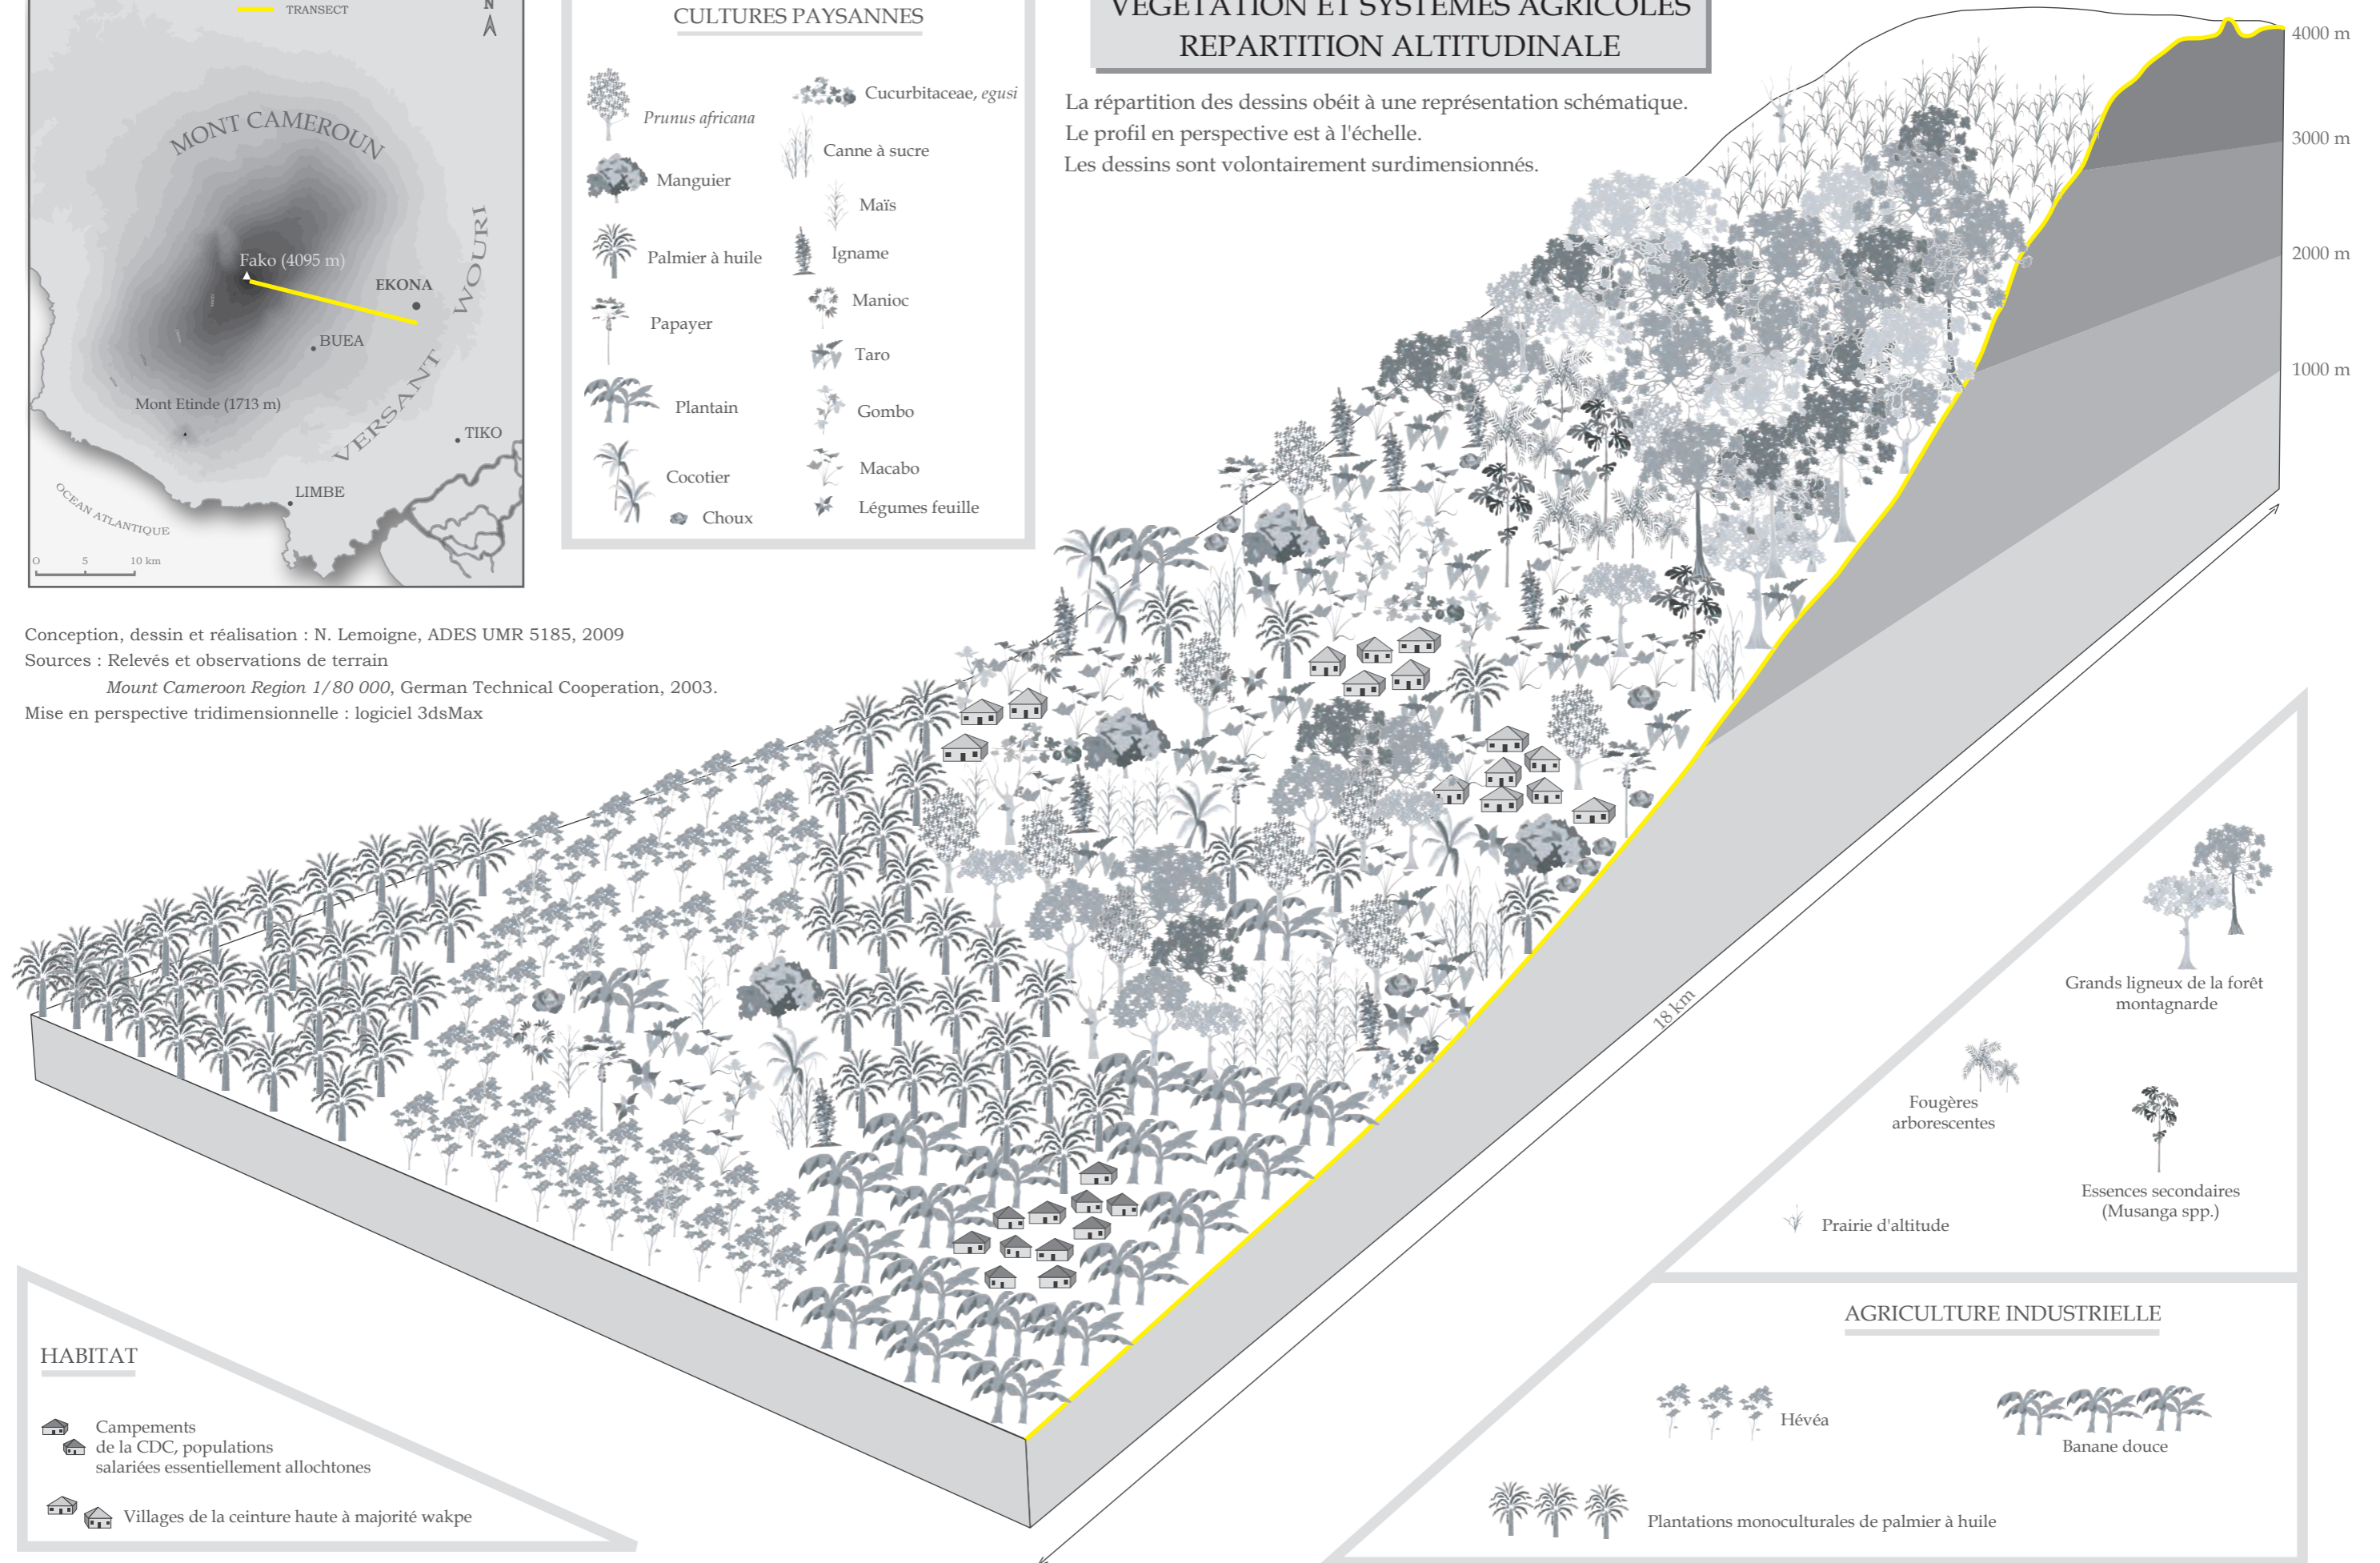 TRANSECT
N
MONT CAMEROUN
Fako (4095 m)
EKONA
BUEA
WOURI
VERSANT
Mont Etinde (1713 m)
TIKO
LIMBE
OCEAN ATLANTIQUE
O 5 10 km
CULTURES PAYSANNES
Prunus africana
Manguier
Palmier à huile
Papayer
Plantain
Cocotier
Choux
Cucurbitaceae, egusi
Canne à sucre
Maïs
Igname
Manioc
Taro
Gombo
Macabo
Légumes feuille
VEGETATION ET SYSTEMES AGRICOLES
REPARTITION ALTITUDINALE
La répartition des dessins obéit à une représentation schématique.
Le profil en perspective est à l'échelle.
Les dessins sont volontairement surdimensionnés.
4000 m
3000 m
2000 m
1000 m
18 km
Conception, dessin et réalisation : N. Lemoigne, ADES UMR 5185, 2009
Sources : Relevés et observations de terrain
Mount Cameroon Region 1/80 000, German Technical Cooperation, 2003.
Mise en perspective tridimensionnelle : logiciel 3dsMax
Grands ligneux de la forêt
montagnarde
Fougères
arborescentes
Essences secondaires
(Musanga spp.)
Prairie d'altitude
AGRICULTURE INDUSTRIELLE
Hévéa
Banane douce
Plantations monoculturales de palmier à huile
HABITAT
Campements
de la CDC, populations
salariées essentiellement allochtones
Villages de la ceinture haute à majorité wakpe